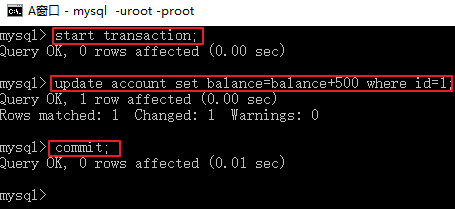 A窗口 - mysql -uroot -proot
mysql> start transaction;
Query OK, 0 rows affected (0.00 sec)
mysql> update account set balance=balance+500 where id=1;
Query OK, 1 row affected (0.00 sec)
Rows matched: 1  Changed: 1  Warnings: 0
mysql> commit;
Query OK, 0 rows affected (0.01 sec)
mysql>